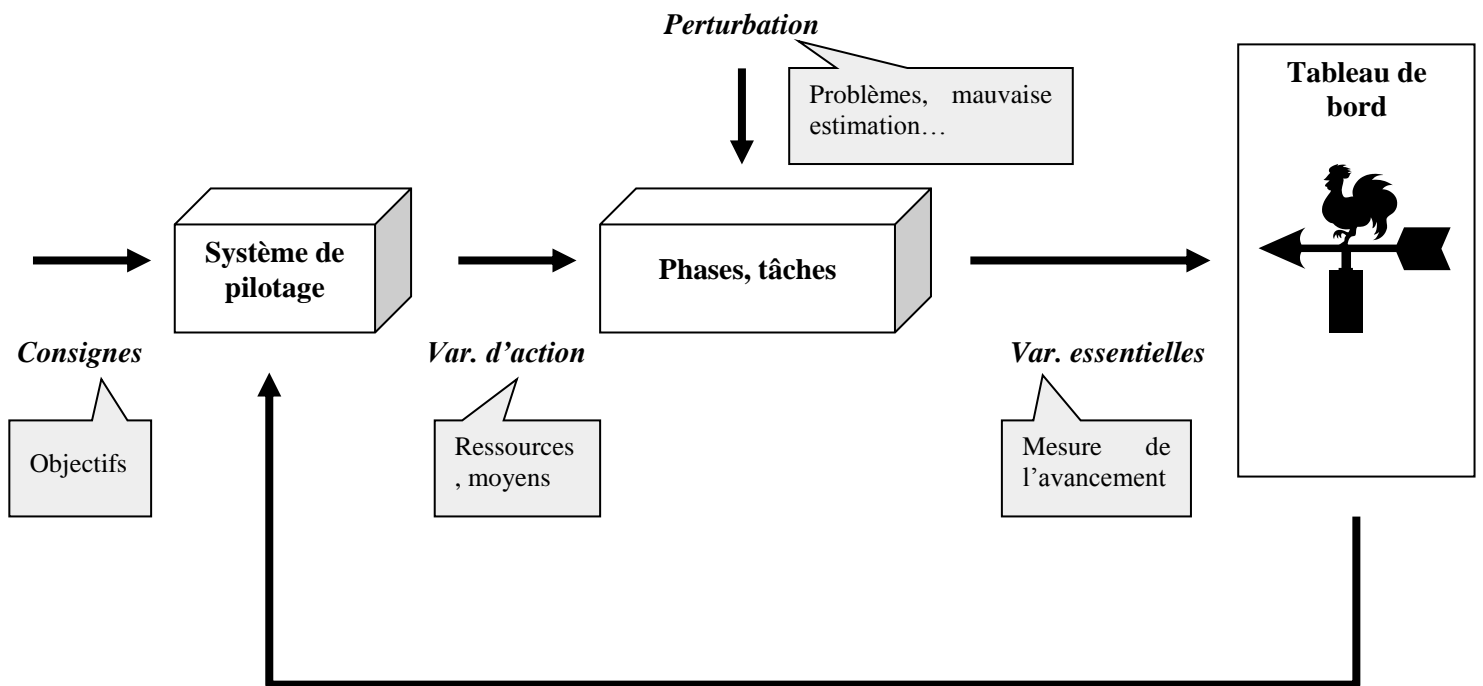 Perturbation
Problèmes, mauvaise
estimation…
Tableau de
bord
Système de
pilotage
Phases, tâches
Consignes
Var. d’action
Var. essentielles
Objectifs
Ressources
, moyens
Mesure de
l’avancement